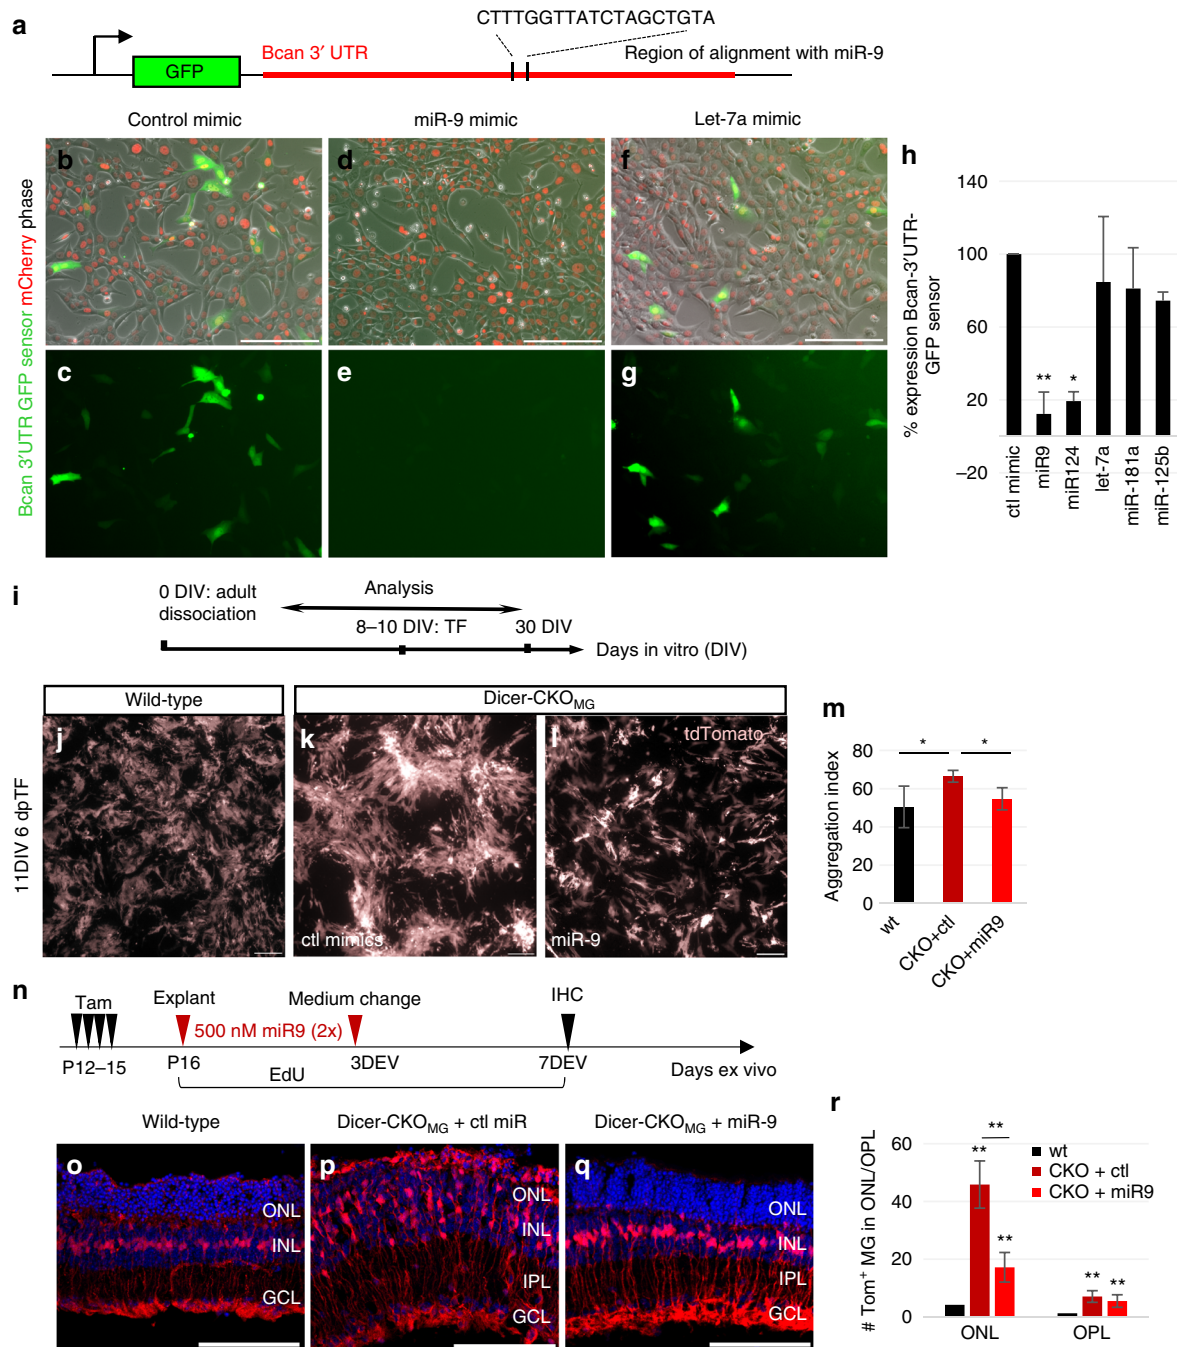 a
CTTTGGTTATCTAGCTGTA
Bcan 3′ UTR
Region of alignment with miR-9
GFP
Control mimic
miR-9 mimic
Let-7a mimic
Bcan 3′UTR GFP sensor mCherry phase
b
d
f
c
e
g
h
% expression Bcan-3′UTR-
GFP sensor
140
100
60
20
–20
**
*
ctl mimic
miR9
miR124
let-7a
miR-181a
miR-125b
i
0 DIV: adult
dissociation
Analysis
8–10 DIV: TF
30 DIV
Days in vitro (DIV)
Wild-type
Dicer-CKOMG
11DIV 6 dpTF
j
k
ctl mimics
l
tdTomato
miR-9
m
Aggregation index
80
60
40
20
0
*
*
wt
CKO+ctl
CKO+miR9
n
Tam
Explant
Medium change
IHC
500 nM miR9 (2x)
P12–15
P16
3DEV
7DEV
Days ex vivo
EdU
Wild-type
Dicer-CKOMG + ctl miR
Dicer-CKOMG + miR-9
o
ONL
INL
GCL
p
ONL
INL
IPL
GCL
q
ONL
INL
IPL
GCL
r
# Tom+ MG in ONL/OPL
60
40
20
0
**
**
**
**
**
wt
CKO + ctl
CKO + miR9
ONL
OPL